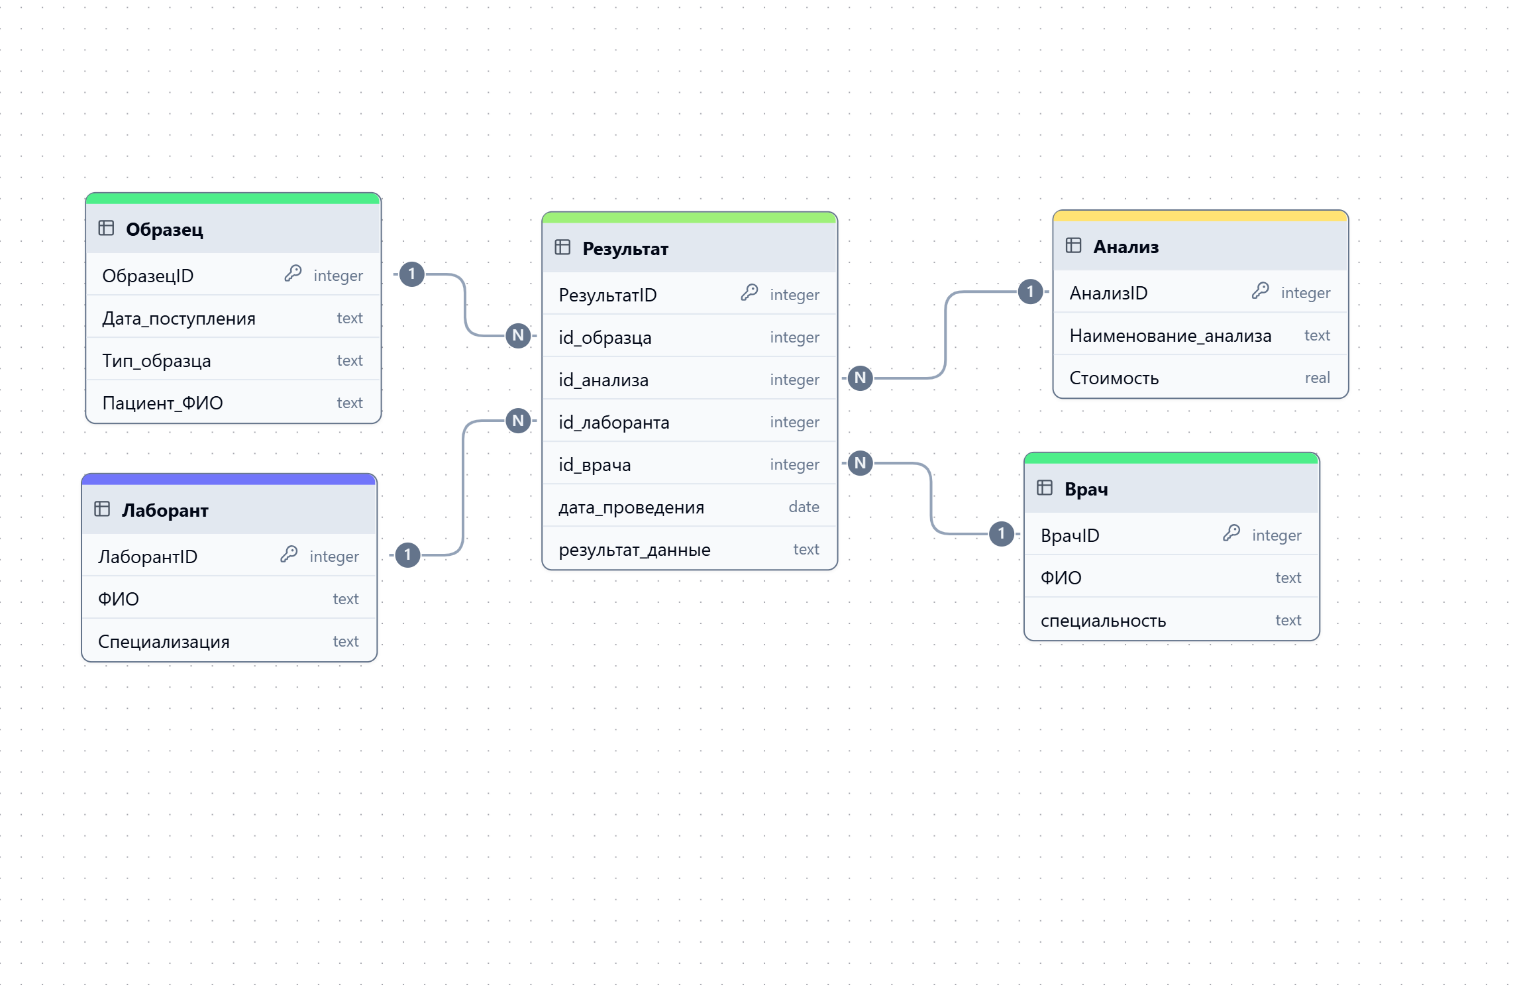 Образец
ОбразецID integer
Дата_поступления text
Тип_образца text
Пациент_ФИО text
1
N
Лаборант
ЛаборантID integer
ФИО text
Специализация text
1
N
Результат
РезультатID integer
id_образца integer
id_анализа integer
id_лаборанта integer
id_врача integer
дата_проведения date
результат_данные text
N
1
Анализ
АнализID integer
Наименование_анализа text
Стоимость real
N
1
Врач
ВрачID integer
ФИО text
специальность text